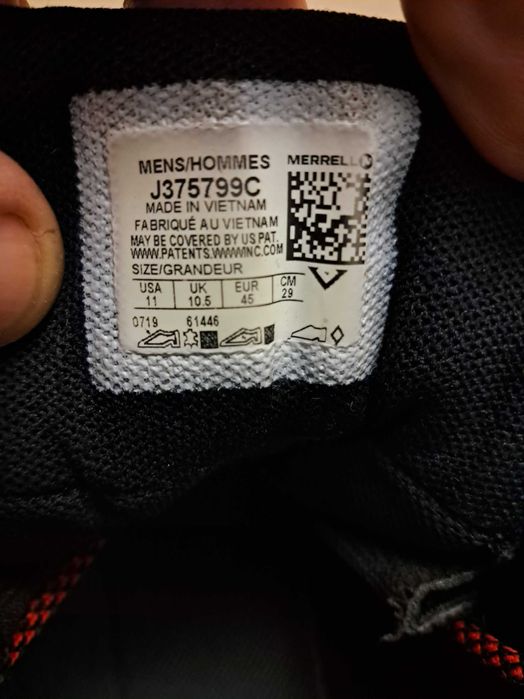 MENS/HOMMES MERRELL
J375799C
MADE IN VIETNAM
FABRIQUÉ AU VIETNAM
MAY BE COVERED BY US PAT.
WWW.PATENTS.WWWINC.COM
SIZE/GRANDEUR
USA UK EUR CM
11 10.5 45 29
0719 61446